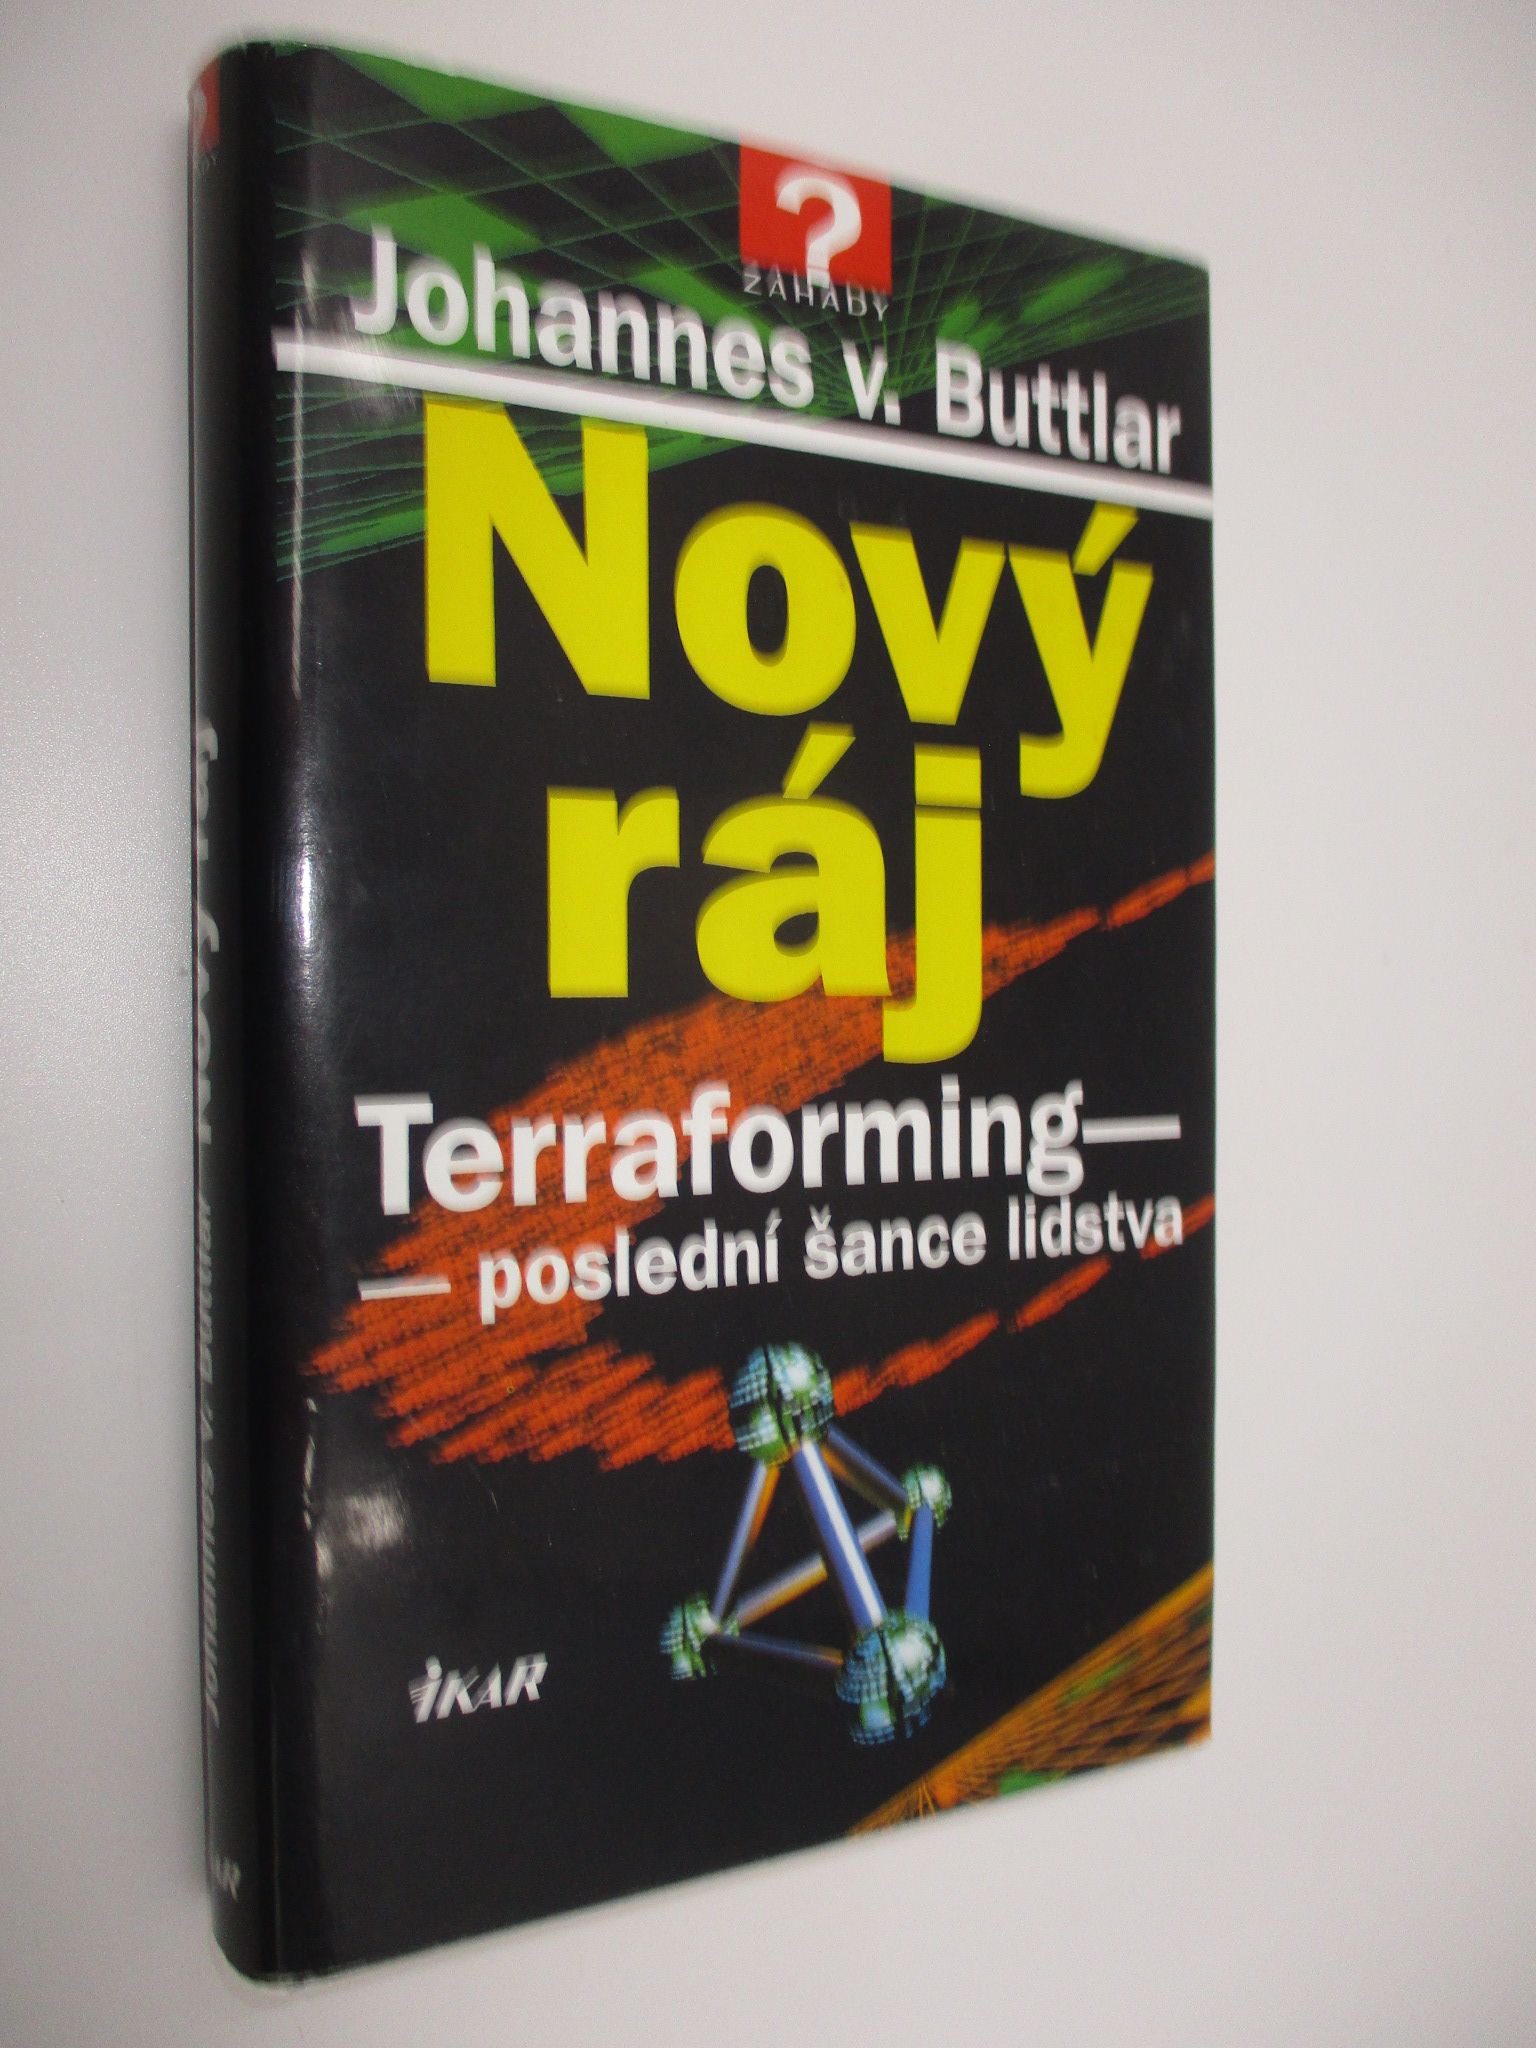 ?
ZÁHADY
Johannes v. Buttlar
Nový
ráj
Terraforming—
— poslední šance lidstva
IKAR